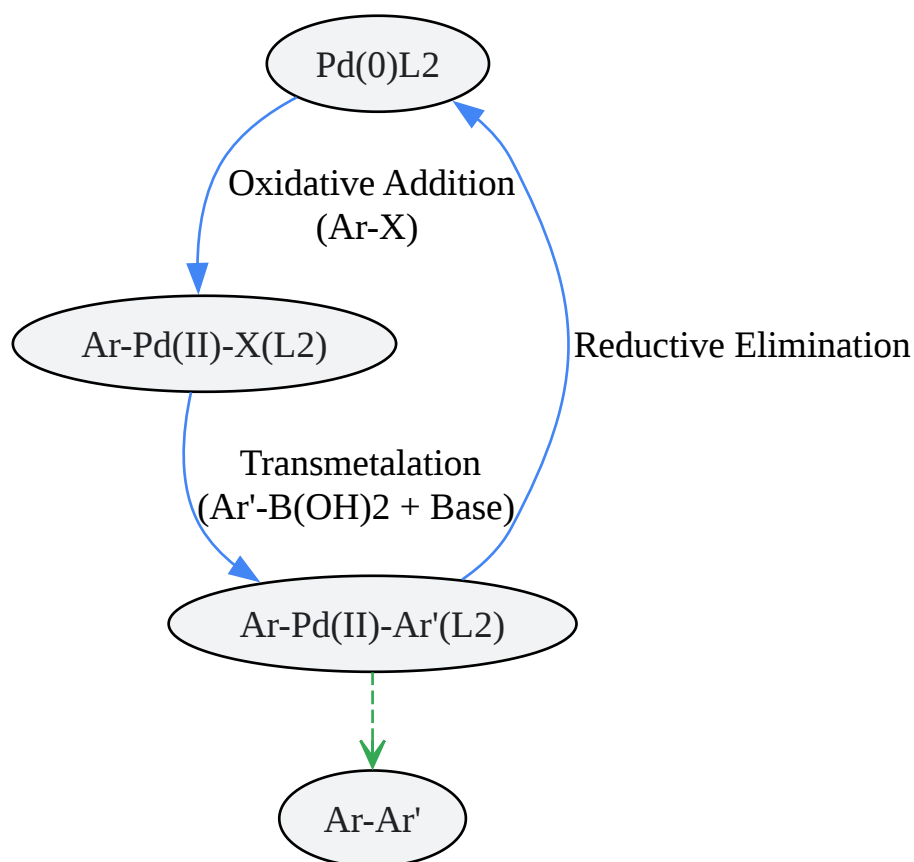 Pd(0)L2
Oxidative Addition
(Ar-X)
Ar-Pd(II)-X(L2)
Reductive Elimination
Transmetalation
(Ar'-B(OH)2 + Base)
Ar-Pd(II)-Ar'(L2)
Ar-Ar'